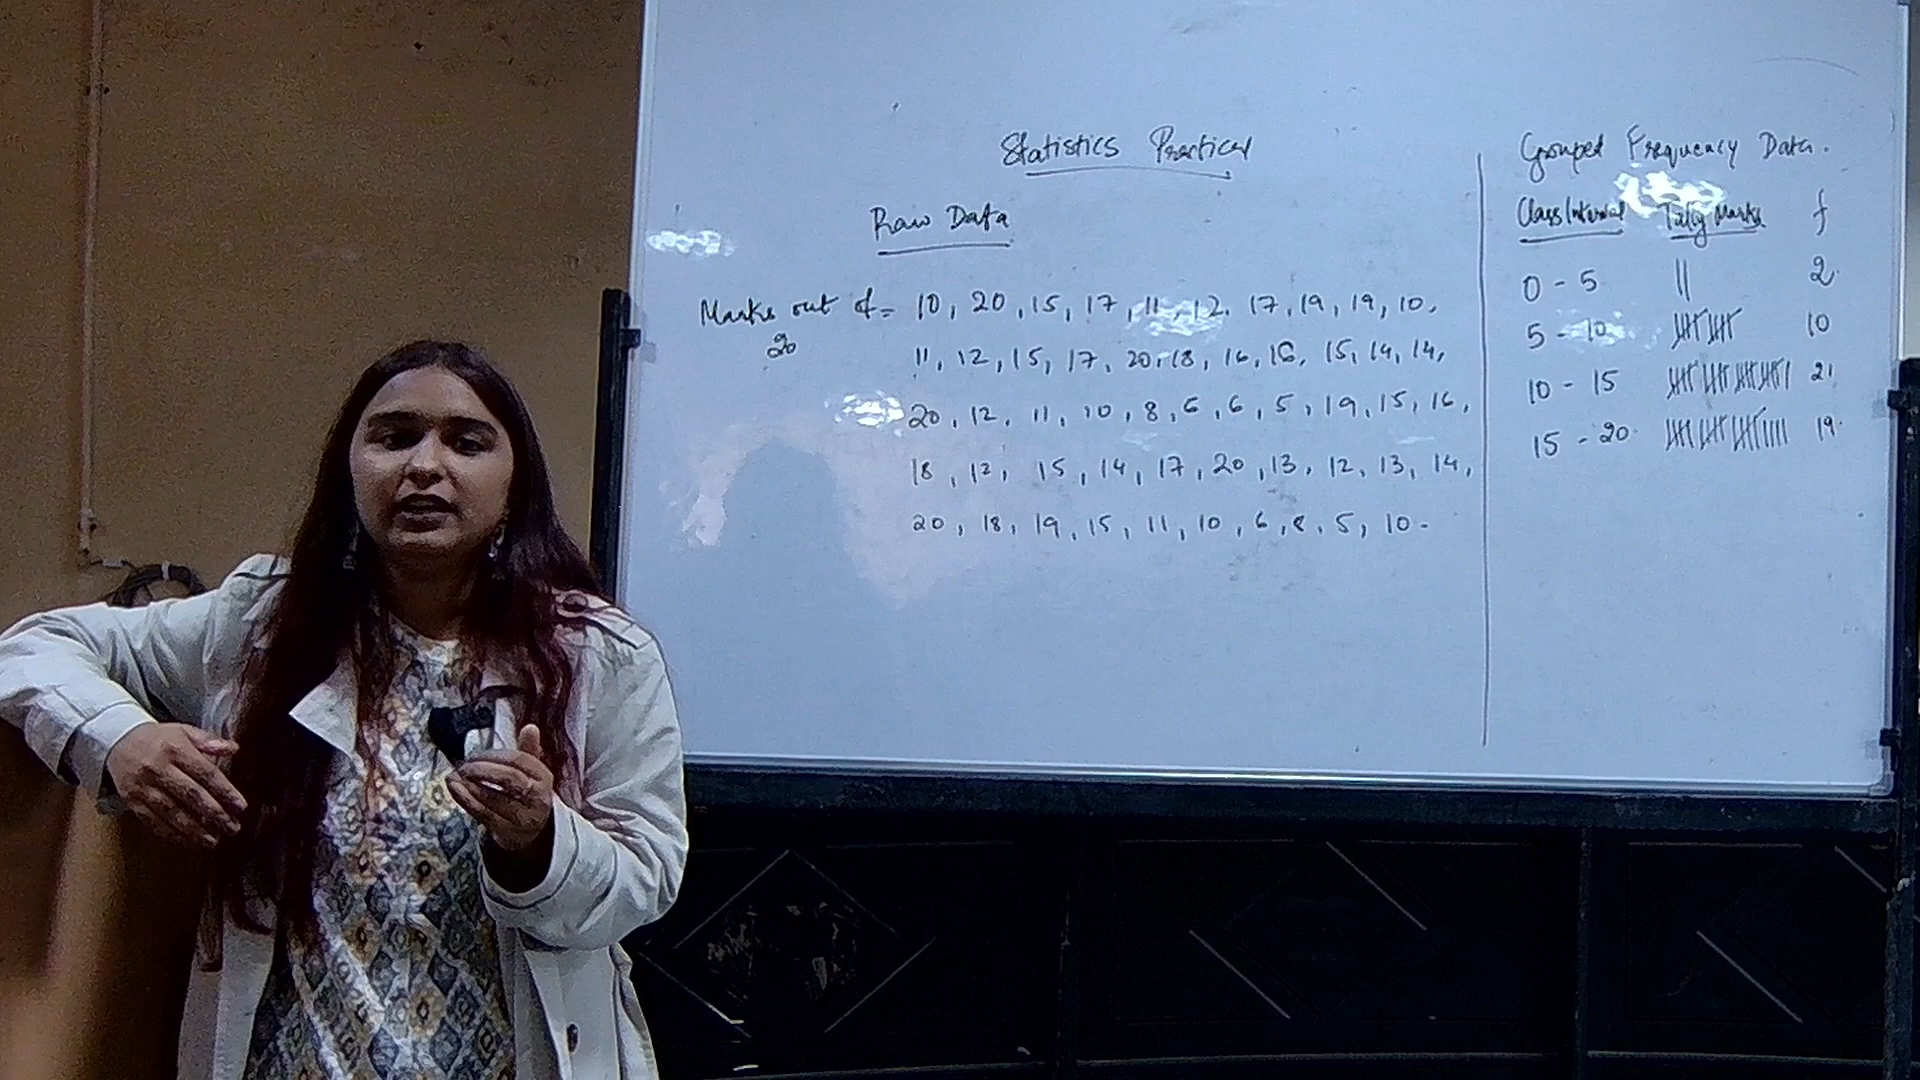 Statistics Practical
Raw Data
Marks out of = 10, 20, 15, 17, 11, 12, 17, 19, 19, 10,
20
11, 12, 15, 17, 20, 18, 16, 18, 15, 14, 14,
20, 12, 11, 10, 8, 6, 6, 5, 19, 15, 16,
18, 12, 15, 14, 17, 20, 13, 12, 13, 14,
20, 18, 19, 15, 11, 10, 6, 8, 5, 10.
Grouped Frequency Data.
Class Interval Tally Marks f
0 - 5 || 2
5 - 10 10
10 - 15 21
15 - 20 19